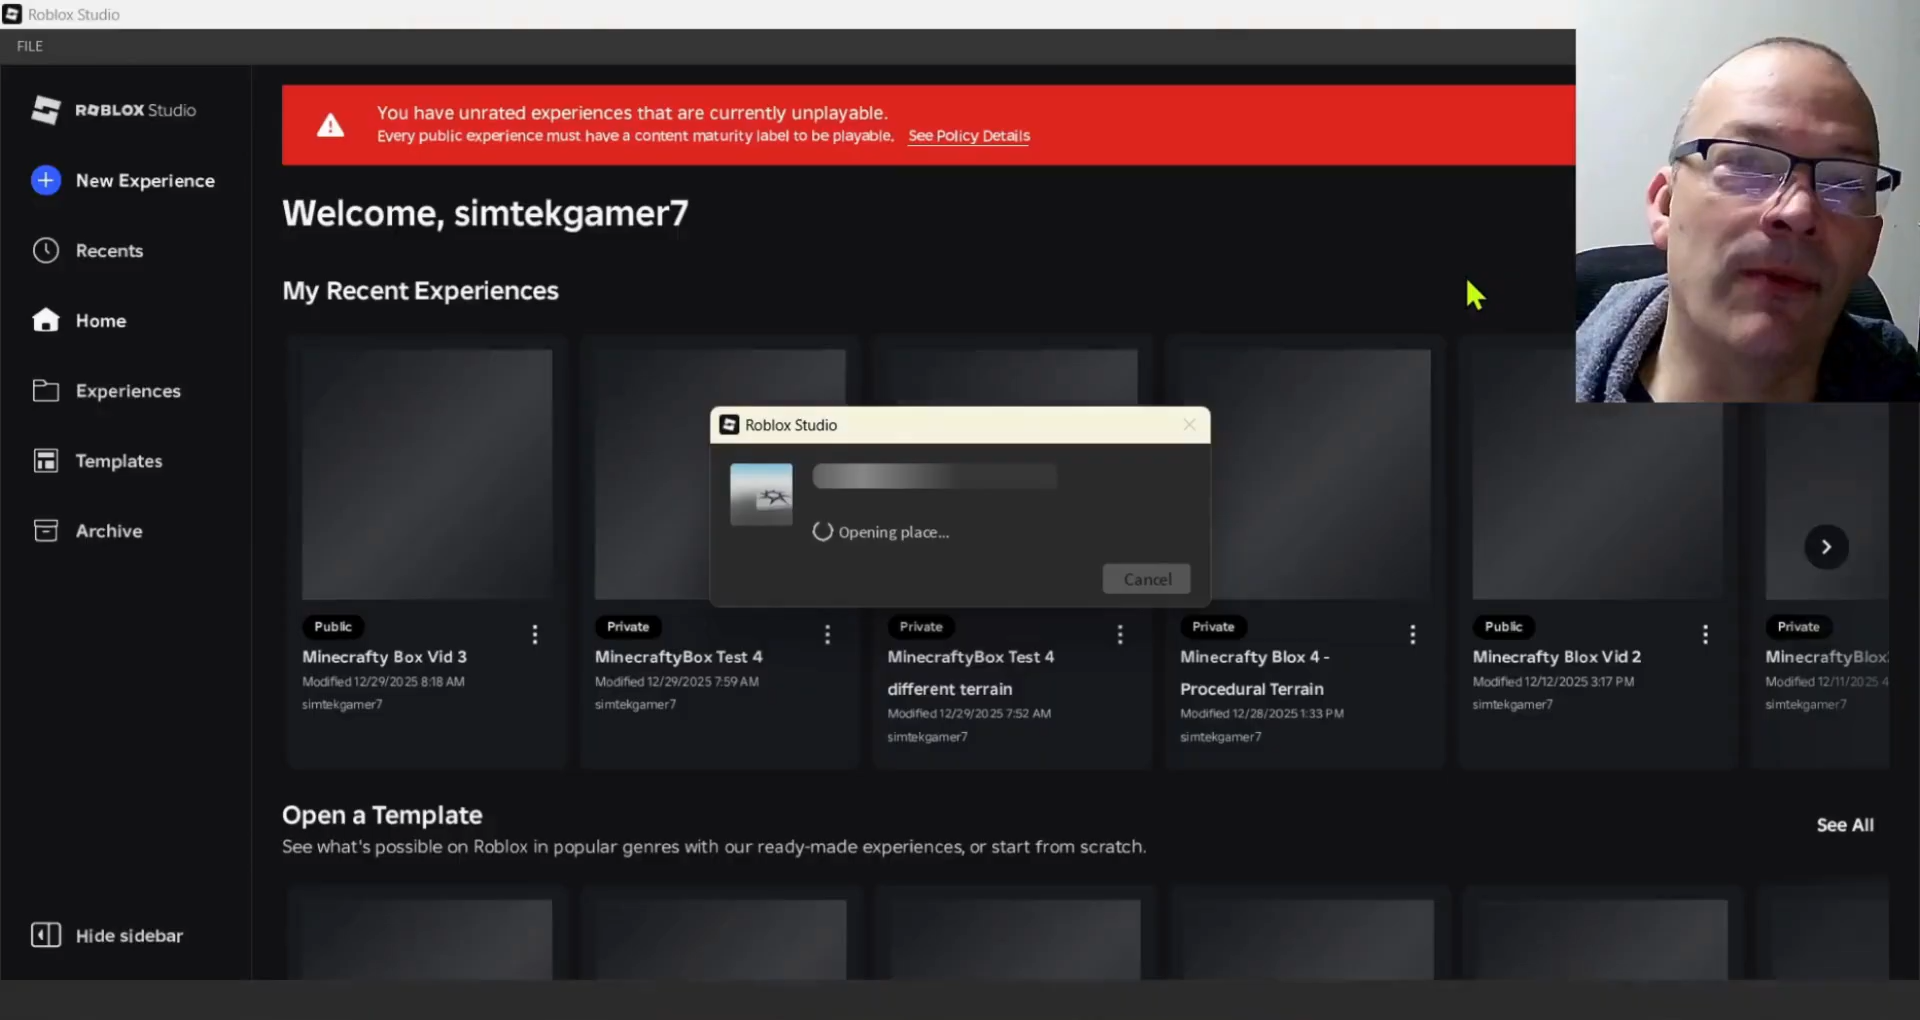 Roblox Studio
FILE
ROBLOX Studio
New Experience
Recents
Home
Experiences
Templates
Archive
Hide sidebar
You have unrated experiences that are currently unplayable.
Every public experience must have a content maturity label to be playable. See Policy Details
Welcome, simtekgamer7
My Recent Experiences
Roblox Studio
Opening place...
Cancel
Public
Minecrafty Box Vid 3
Modified 12/29/2025 8:18 AM
simtekgamer7
Private
MinecraftyBox Test 4
Modified 12/29/2025 7:59 AM
simtekgamer7
Private
MinecraftyBox Test 4
different terrain
Modified 12/29/2025 7:52 AM
simtekgamer7
Private
Minecrafty Blox 4 -
Procedural Terrain
Modified 12/28/2025 1:33 PM
simtekgamer7
Public
Minecrafty Blox Vid 2
Modified 12/12/2025 3:17 PM
simtekgamer7
Private
MinecraftyBlox
Modified 12/11/2025 4
simtekgamer7
Open a Template
See All
See what's possible on Roblox in popular genres with our ready-made experiences, or start from scratch.